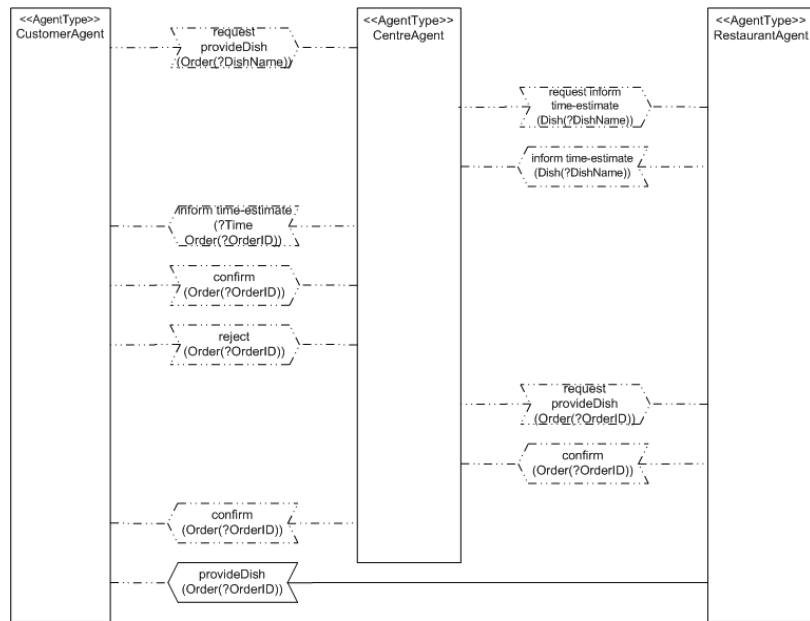 <<AgentType>>
CustomerAgent
<<AgentType>>
CentreAgent
<<AgentType>>
RestaurantAgent
request
provideDish
(Order(?DishName))
request inform
time-estimate
(Dish(?DishName))
inform time-estimate
(Dish(?DishName))
inform time-estimate
(?Time
Order(?OrderID))
confirm
(Order(?OrderID))
reject
(Order(?OrderID))
request
provideDish
(Order(?OrderID))
confirm
(Order(?OrderID))
confirm
(Order(?OrderID))
provideDish
(Order(?OrderID))